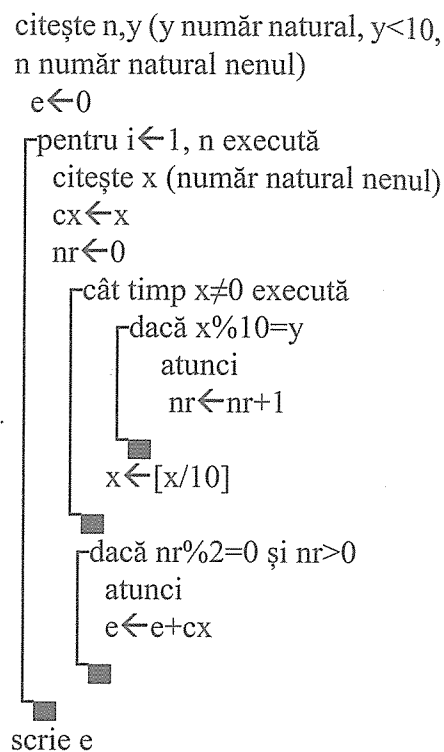 citește n,y (y număr natural, y<10,
n număr natural nenul)
e←0
pentru i←1, n execută
citește x (număr natural nenul)
cx←x
nr←0
cât timp x≠0 execută
dacă x%10=y
atunci
nr←nr+1
x←[x/10]
dacă nr%2=0 și nr>0
atunci
e←e+cx
scrie e